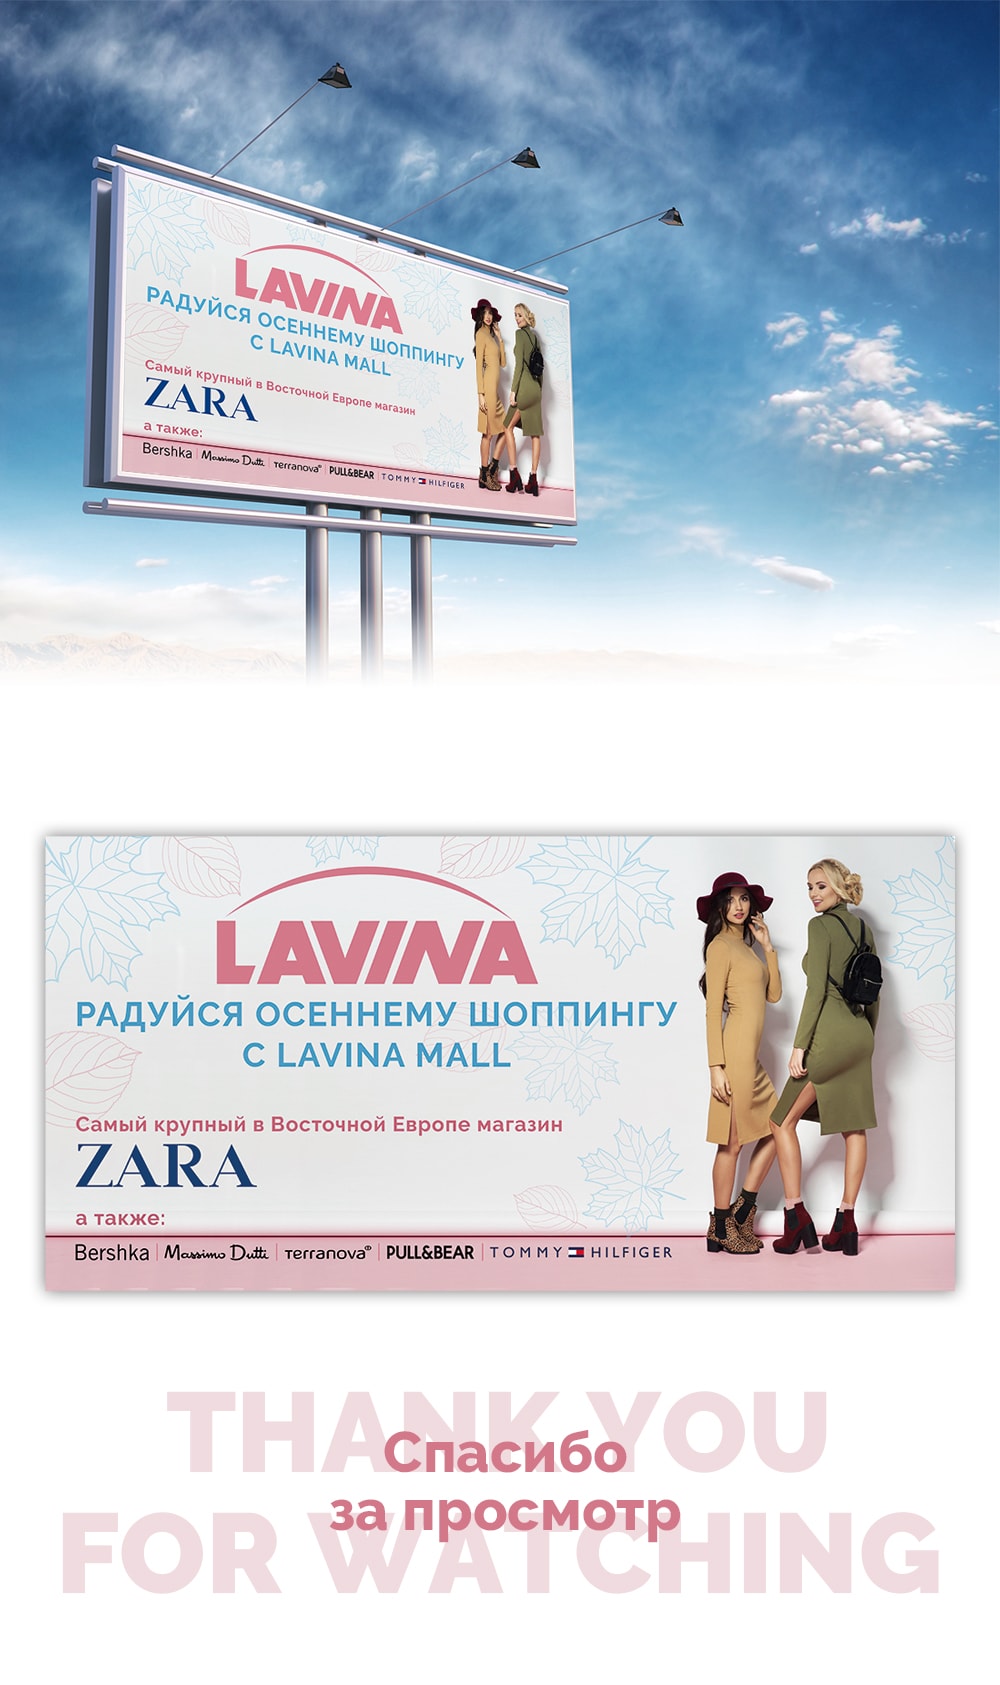 LAVINA
РАДУЙСЯ ОСЕННЕМУ ШОППИНГУ
С LAVINA MALL
Самый крупный в Восточной Европе магазин
ZARA
а также:
Bershka | Massimo Dutti | terranova® | PULL&BEAR | TOMMY HILFIGER
LAVINA
РАДУЙСЯ ОСЕННЕМУ ШОППИНГУ
С LAVINA MALL
Самый крупный в Восточной Европе магазин
ZARA
а также:
Bershka | Massimo Dutti | terranova® | PULL&BEAR | TOMMY HILFIGER
THANK YOU
Спасибо
за просмотр
FOR WATCHING